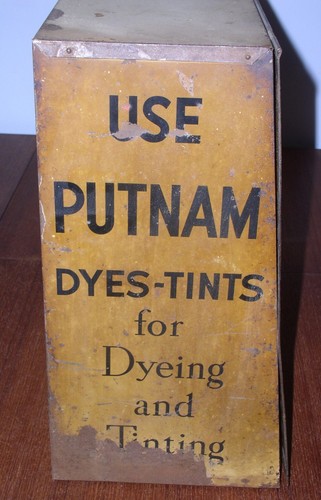 USE
PUTNAM
DYES-TINTS
for
Dyeing
and
Tinting